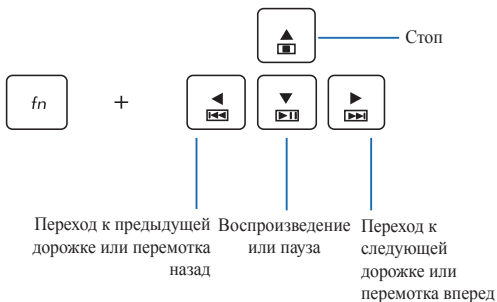 Стоп
fn +
Переход к предыдущей
дорожке или перемотка
назад
Воспроизведение
или пауза
Переход к
следующей
дорожке или
перемотка вперед